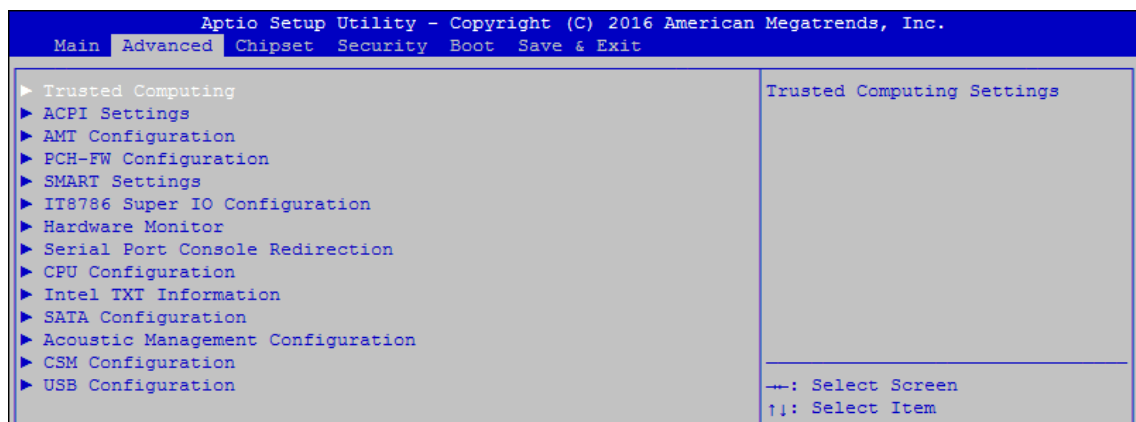 Aptio Setup Utility – Copyright (C) 2016 American Megatrends, Inc.
Main Advanced Chipset Security Boot Save & Exit
► Trusted Computing
► ACPI Settings
► AMT Configuration
► PCH-FW Configuration
► SMART Settings
► IT8786 Super IO Configuration
► Hardware Monitor
► Serial Port Console Redirection
► CPU Configuration
► Intel TXT Information
► SATA Configuration
► Acoustic Management Configuration
► CSM Configuration
► USB Configuration
Trusted Computing Settings
→←: Select Screen
↑↓: Select Item